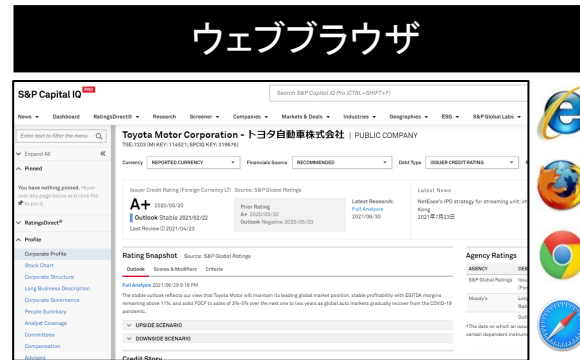 ウェブブラウザ
S&P Capital IQ PRO
Search S&P Capital IQ Pro (CTRL+SHIFT+F)
News Dashboard RatingsDirect® Research Screener Companies Markets & Deals Industries Geographies ESG S&P Global Labs
Enter text to filter the menu
Expand All
Pinned
You have nothing pinned. Hover
over any page below and click the
to pin it.
RatingsDirect®
Profile
Corporate Profile
Stock Chart
Corporate Structure
Long Business Description
Corporate Governance
People Summary
Analyst Coverage
Committees
Compensation
Advisers
Toyota Motor Corporation - トヨタ自動車株式会社 | PUBLIC COMPANY
TSE:7203 (MI KEY: 114521; SPCIQ KEY: 319676)
Currency REPORTED CURRENCY Financials Source RECOMMENDED Debt Type ISSUER CREDIT RATING
Issuer Credit Rating (Foreign Currency LT) Source: S&P Global Ratings
A+ 2020/05/20
Outlook Stable 2021/02/22
Last Review 2021/04/23
Prior Rating
A+ 2020/05/20
Outlook Negative 2020/05/20
Latest Research:
Full Analysis
2021/06/30
Latest News
NetEase's IPO strategy for streaming unit; im
Kong
2021年7月23日
Rating Snapshot Source: S&P Global Ratings
Outlook Scores & Modifiers Criteria
Full Analysis 2021/06/29 9:18 PM
The stable outlook reflects our view that Toyota Motor will maintain its leading global market position, stable profitability with EBITDA margins
remaining above 11%, and solid FOCF to sales of 3%-5% over the next one to two years as global auto markets gradually recover from the COVID-19
pandemic.
UPSIDE SCENARIO
DOWNSIDE SCENARIO
Credit Story
Agency Ratings
AGENCY DES
S&P Global Ratings Issu
(For
Moody's Long
Rati
Outl
*The date on which an issu
certain dependent instrume